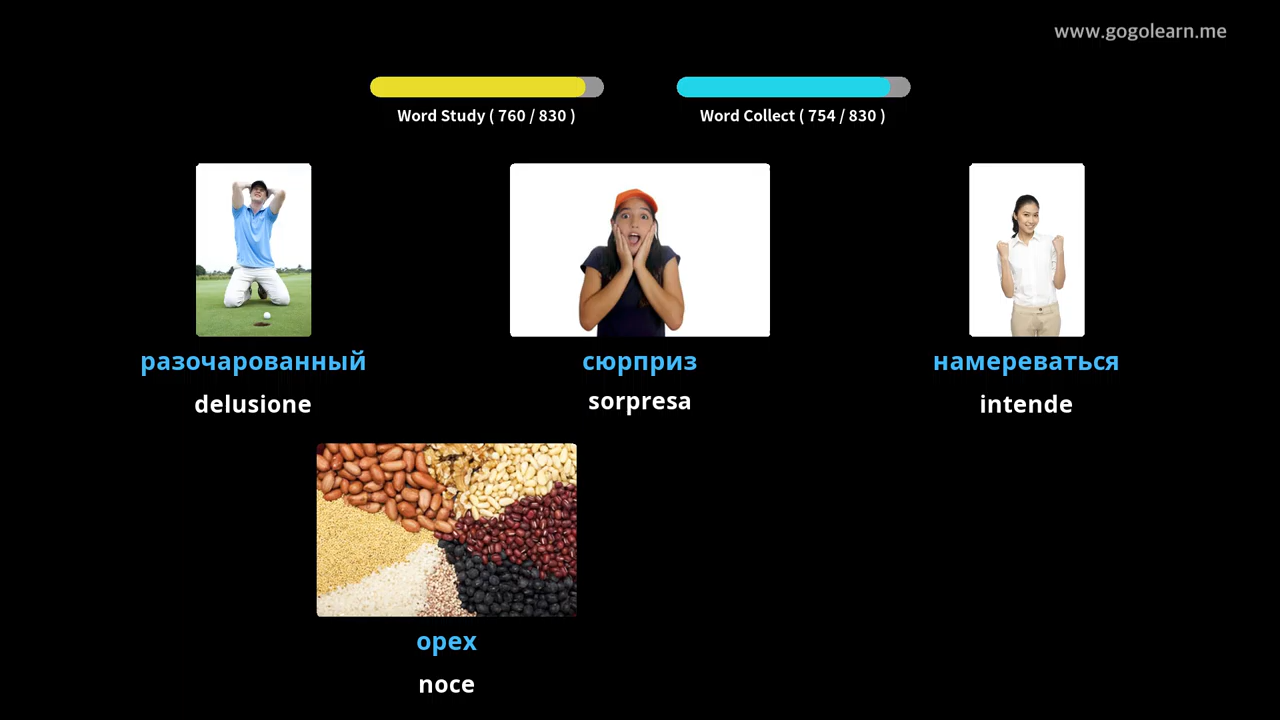 www.gogolearn.me
Word Study ( 760 / 830 )
Word Collect ( 754 / 830 )
разочарованный
сюрприз
намереваться
delusione
sorpresa
intende
орех
noce